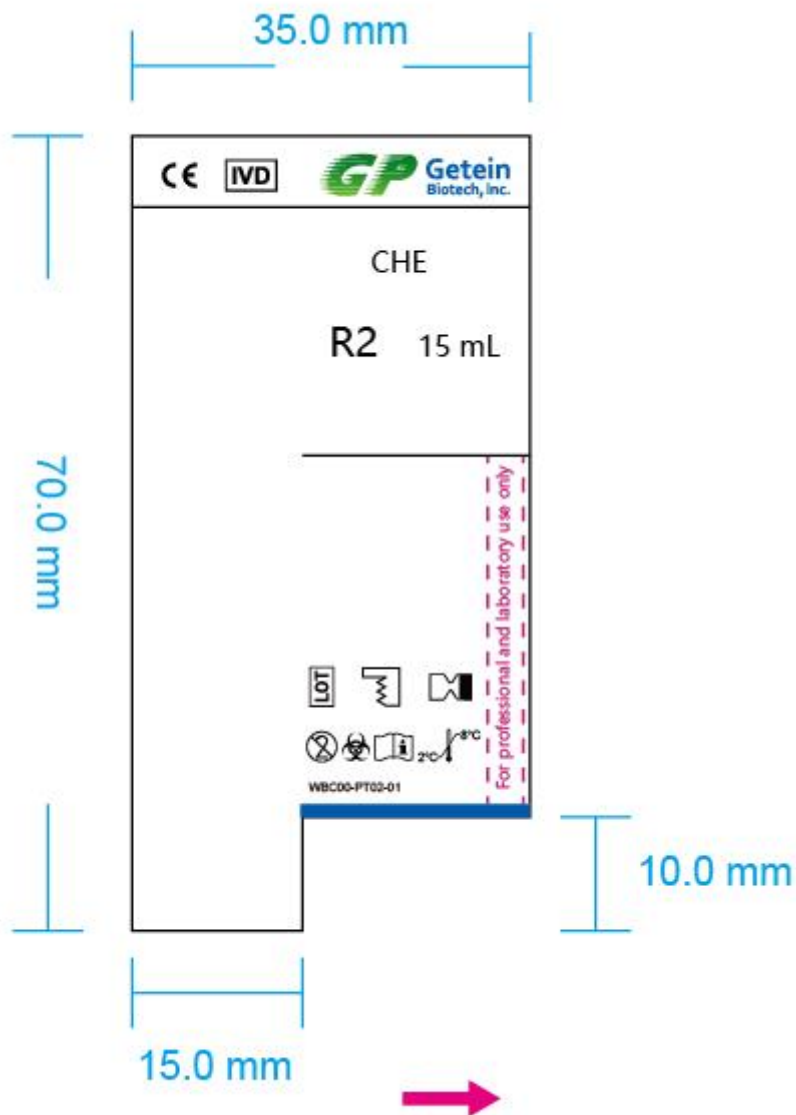 35.0 mm
CE IVD GP Getein
Biotech, Inc.
CHE
R2 15 mL
70.0 mm
For professional and laboratory use only
LOT
2°C 8°C
WBC00-PT02-01
10.0 mm
15.0 mm